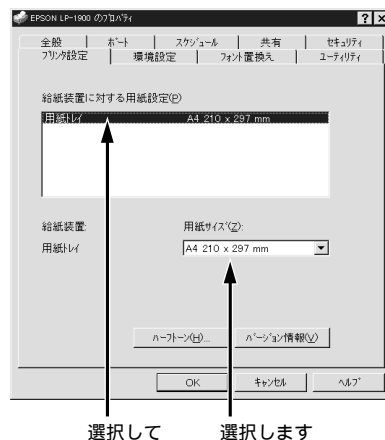 EPSON LP-1900 のﾌﾟﾛﾊﾟﾃｨ
全般 ﾎﾟｰﾄ ｽｹｼﾞｭｰﾙ 共有 ｾｷｭﾘﾃｨ
ﾌﾟﾘﾝﾀ設定 環境設定 ﾌｫﾝﾄ置換え ﾕｰﾃｨﾘﾃｨ
給紙装置に対する用紙設定(P)
用紙ﾄﾚｲ A4 210 x 297 mm
給紙装置: 用紙ｻｲｽﾞ(Z):
用紙ﾄﾚｲ A4 210 x 297 mm
ﾊｰﾌﾄｰﾝ(H)... ﾊﾞｰｼﾞｮﾝ情報(V)
OK ｷｬﾝｾﾙ ﾍﾙﾌﾟ
選択して 選択します